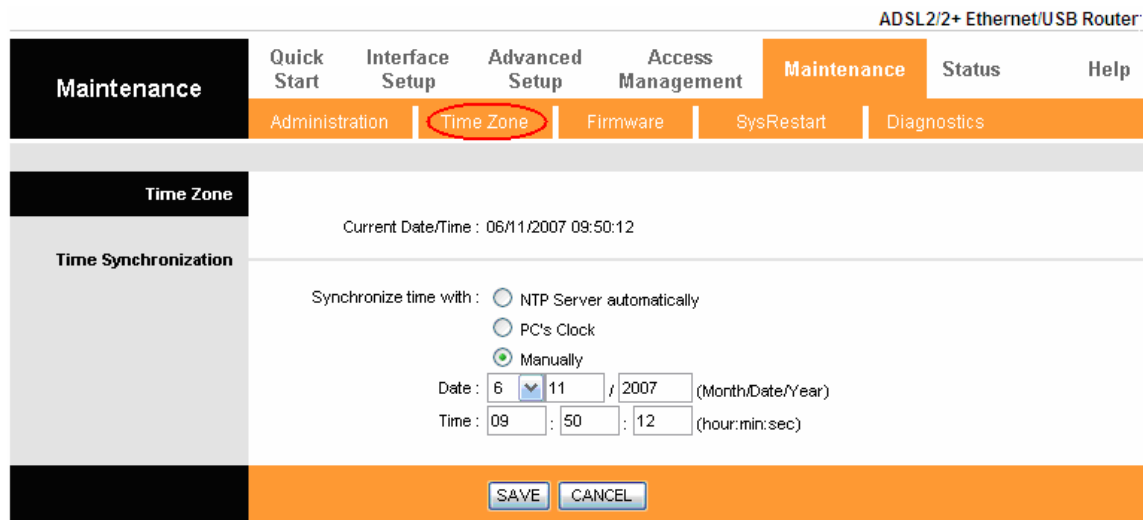 ADSL2/2+ Ethernet/USB Router
Maintenance
Quick Start
Interface Setup
Advanced Setup
Access Management
Maintenance
Status
Help
Administration
Time Zone
Firmware
SysRestart
Diagnostics
Time Zone
Current Date/Time : 06/11/2007 09:50:12
Time Synchronization
Synchronize time with : NTP Server automatically
PC's Clock
Manually
Date : 6 11 / 2007 (Month/Date/Year)
Time : 09 : 50 : 12 (hour:min:sec)
SAVE CANCEL